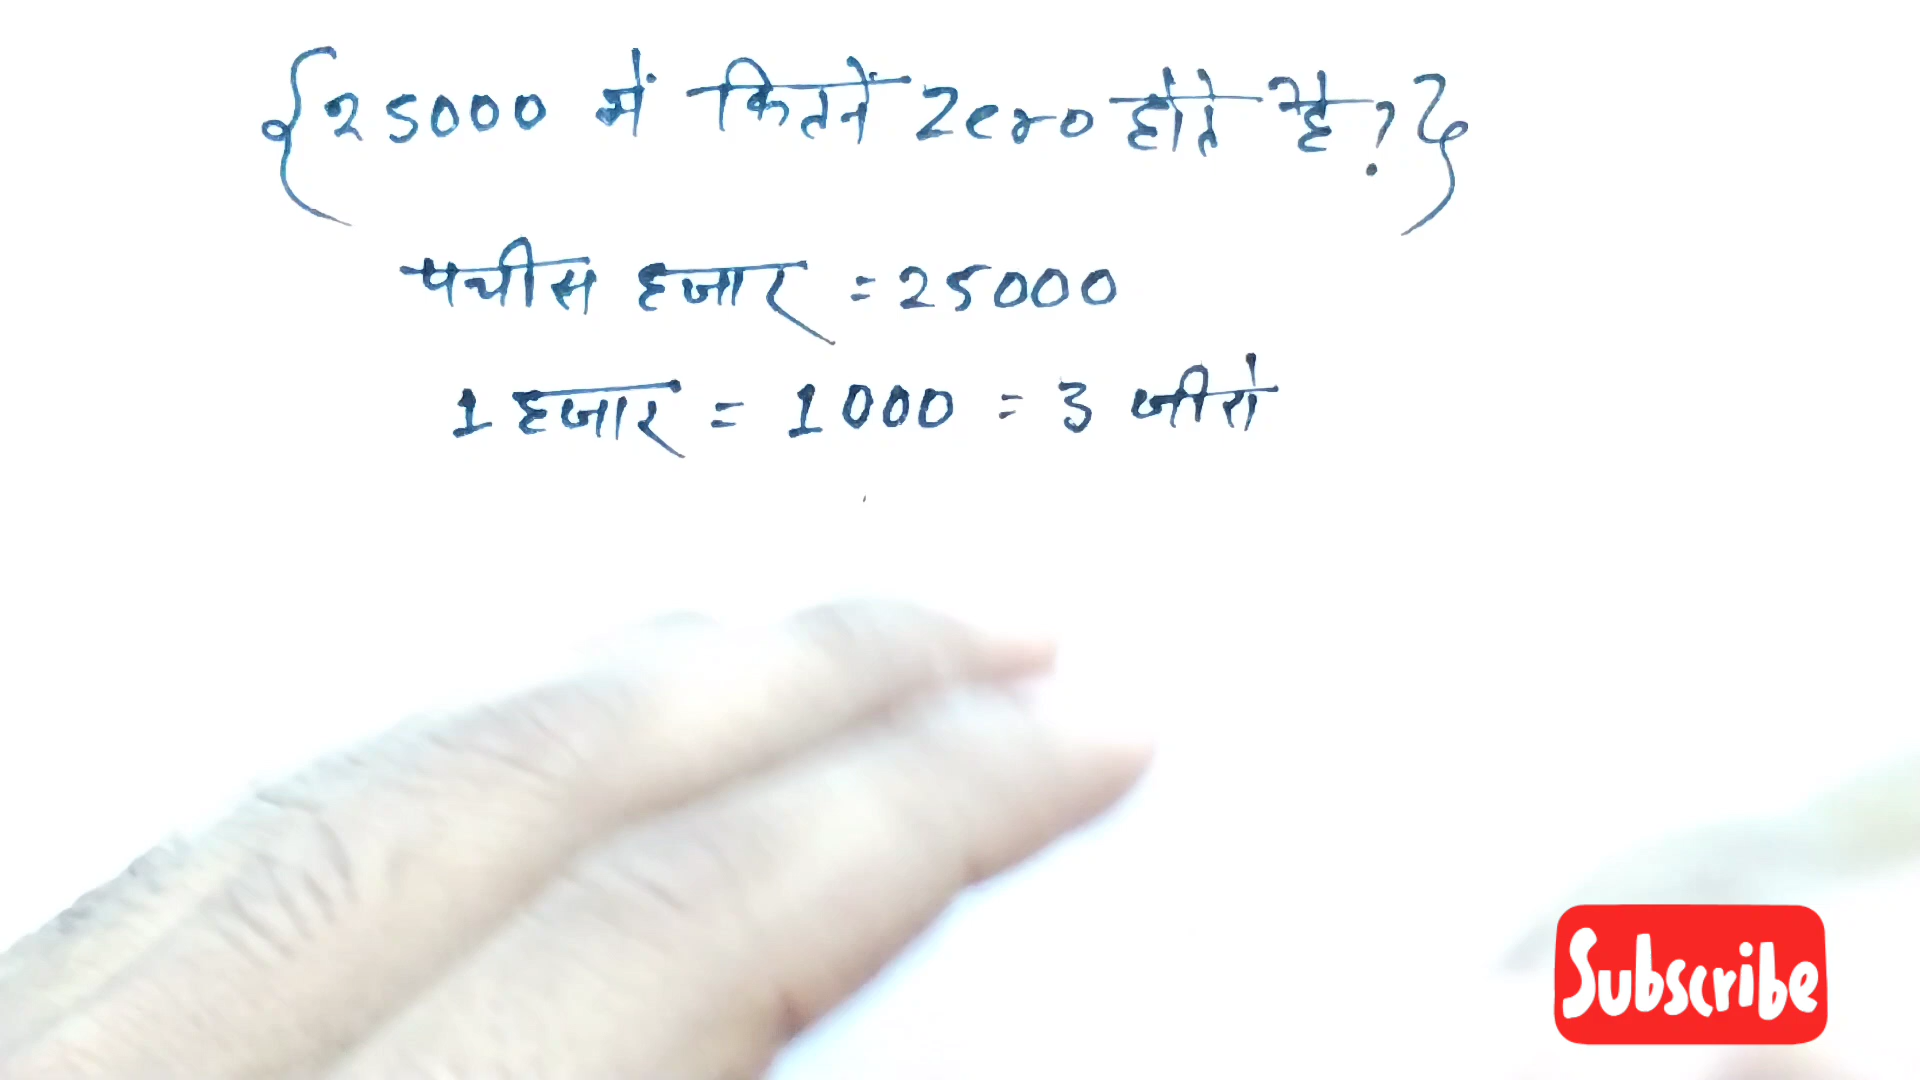 {25000 में कितने Zero होते है?}
पचीस हजार = 25000
1 हजार = 1000 = 3 जीरो
Subscribe